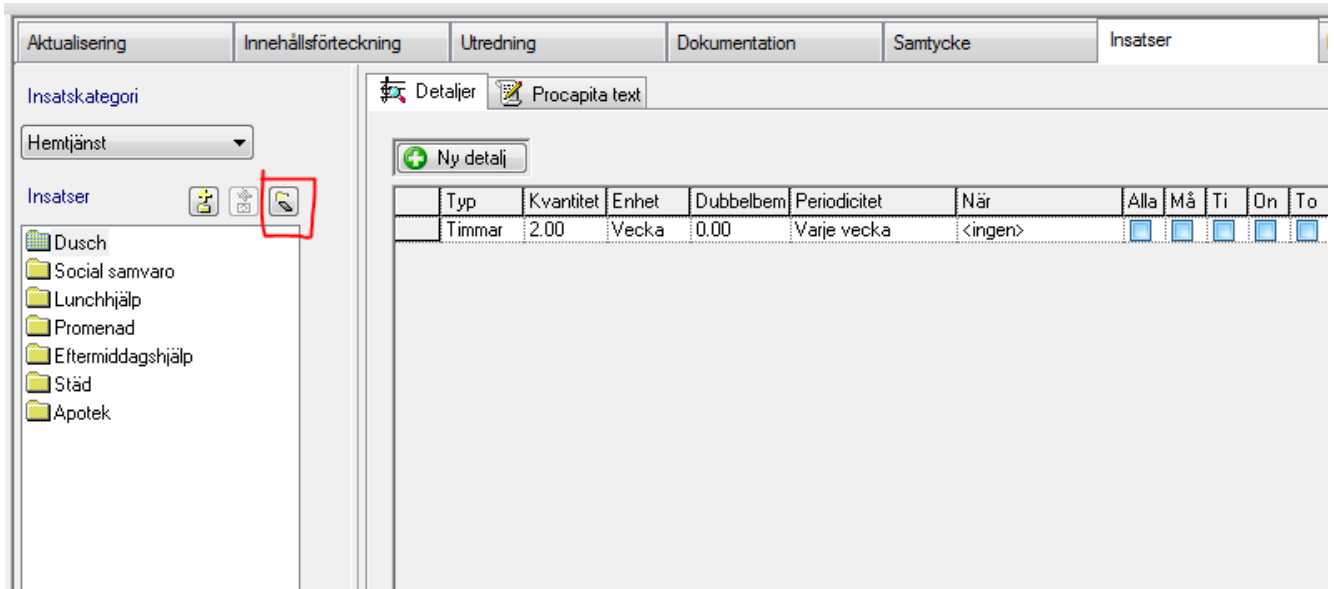 Aktualisering Innehållsförteckning Utredning Dokumentation Samtycke Insatser
Insatskategori
Hemtjänst
Insatser
Dusch
Social samvaro
Lunchhjälp
Promenad
Eftermiddagshjälp
Städ
Apotek
Detaljer Procapita text
Ny detalj
Typ Kvantitet Enhet Dubbelbem Periodicitet När Alla Må Ti On To
Timmar 2.00 Vecka 0.00 Varje vecka <ingen>